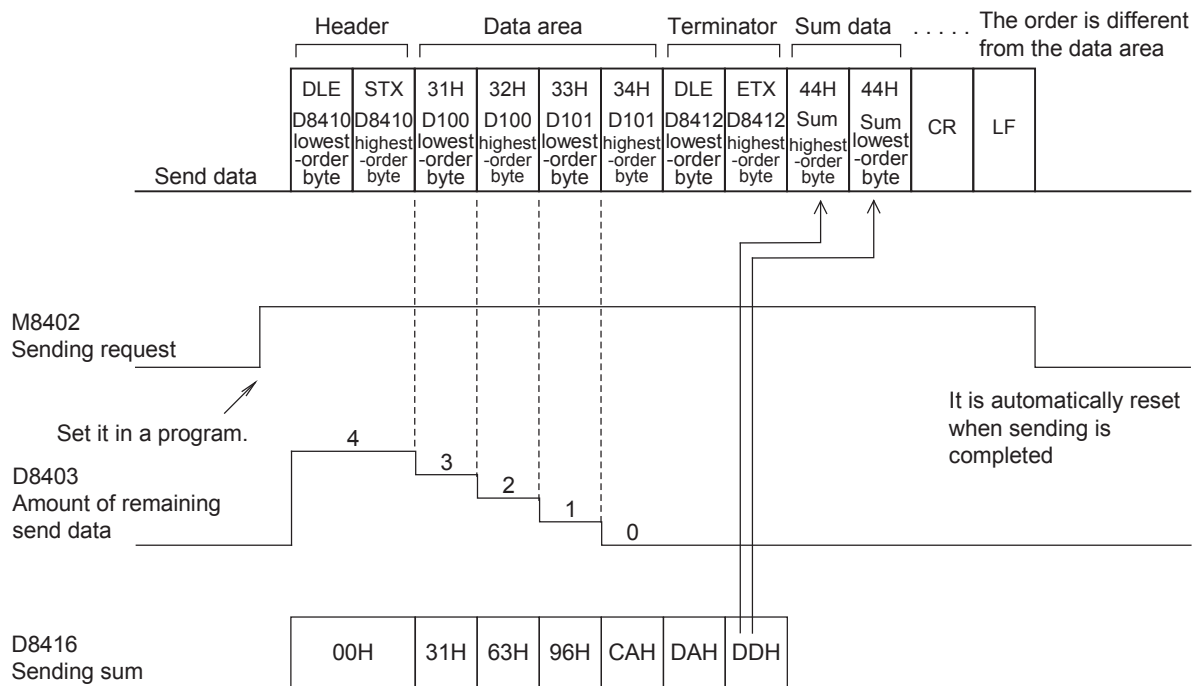 Header Data area Terminator Sum data . . . . . The order is different
from the data area
DLE STX 31H 32H 33H 34H DLE ETX 44H 44H
D8410 lowest-order byte
D8410 highest-order byte
D100 lowest-order byte
D100 highest-order byte
D101 lowest-order byte
D101 highest-order byte
D8412 lowest-order byte
D8412 highest-order byte
Sum highest-order byte
Sum lowest-order byte
CR LF
Send data
M8402
Sending request
Set it in a program.
It is automatically reset
when sending is
completed
4
3
2
1
0
D8403
Amount of remaining
send data
D8416
Sending sum
00H 31H 63H 96H CAH DAH DDH